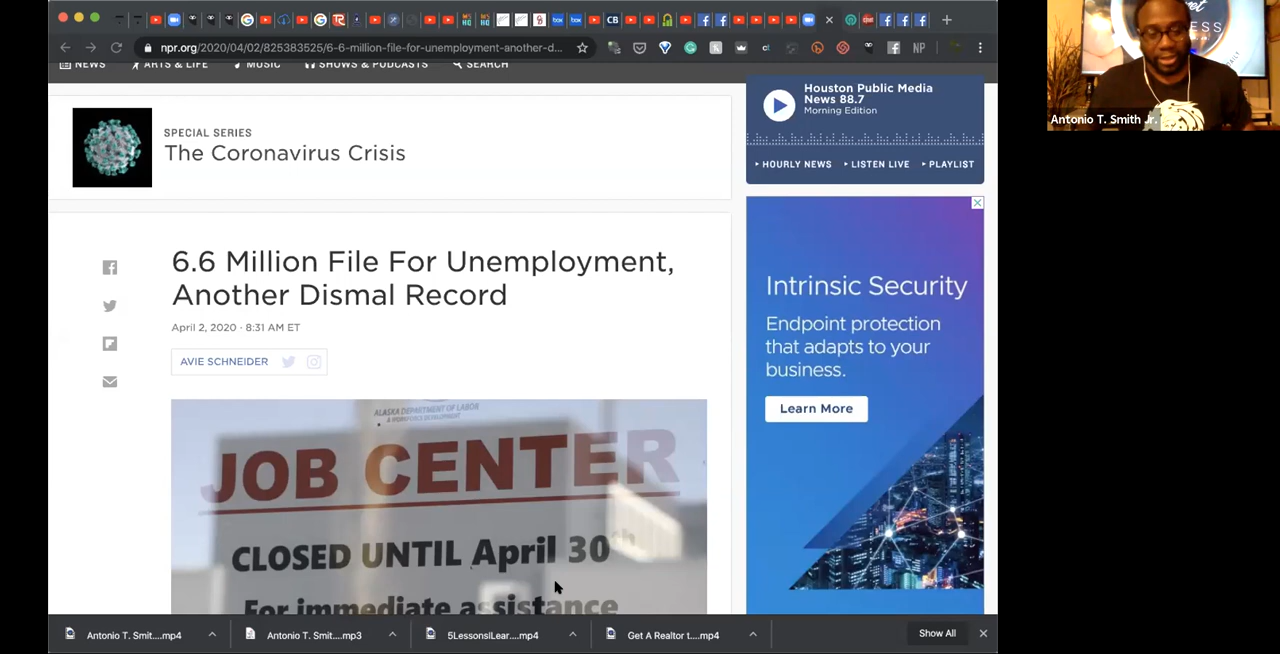 npr.org/2020/04/02/825383525/6-6-million-file-for-unemployment-another-d...
NEWS
ARTS & LIFE
MUSIC
SHOWS & PODCASTS
SEARCH
SPECIAL SERIES
The Coronavirus Crisis
Houston Public Media
News 88.7
Morning Edition
HOURLY NEWS
LISTEN LIVE
PLAYLIST
6.6 Million File For Unemployment,
Another Dismal Record
April 2, 2020 · 8:31 AM ET
AVIE SCHNEIDER
ALASKA DEPARTMENT OF LABOR
& WORKFORCE DEVELOPMENT
JOB CENTER
CLOSED UNTIL April 30th
For immediate assistance
Intrinsic Security
Endpoint protection
that adapts to your
business.
Learn More
Antonio T. Smit....mp4
Antonio T. Smit....mp3
5LessonsILear....mp4
Get A Realtor t....mp4
Show All
Antonio T. Smith Jr.